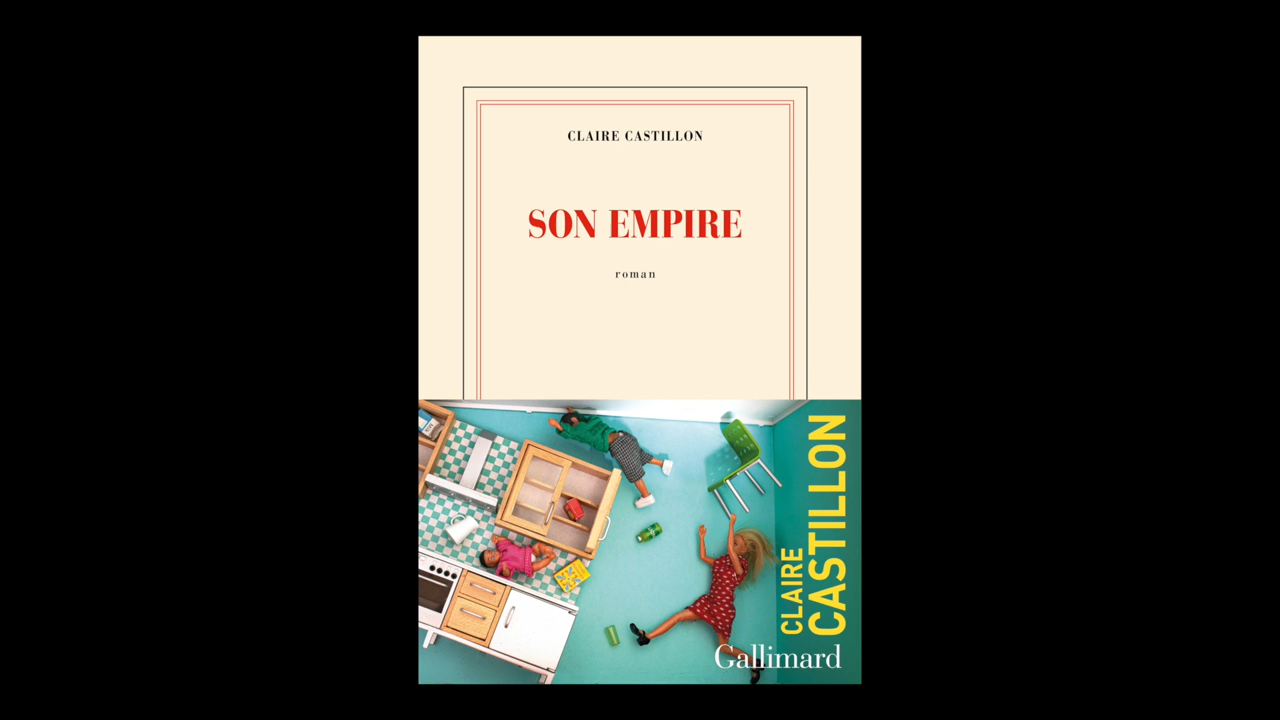 CLAIRE CASTILLON
SON EMPIRE
roman
CLAIRE
CASTILLON
Gallimard